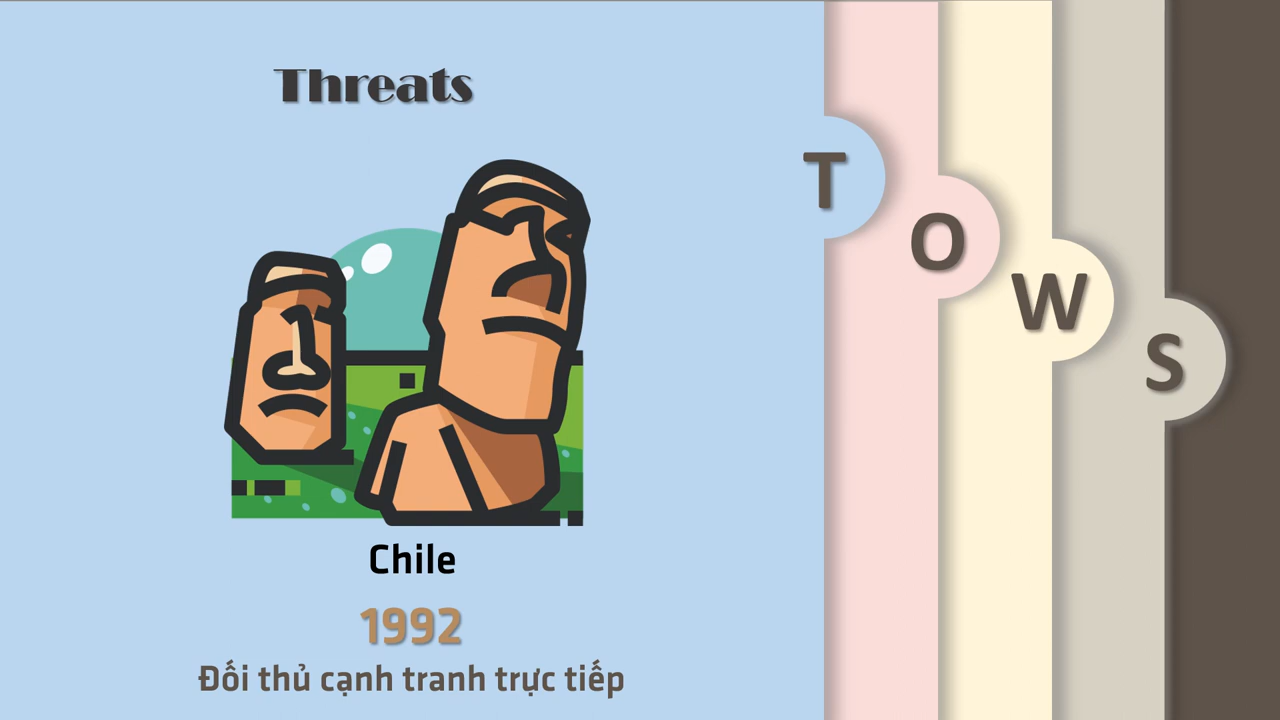 Threats
T
O
W
S
Chile
1992
Đối thủ cạnh tranh trực tiếp